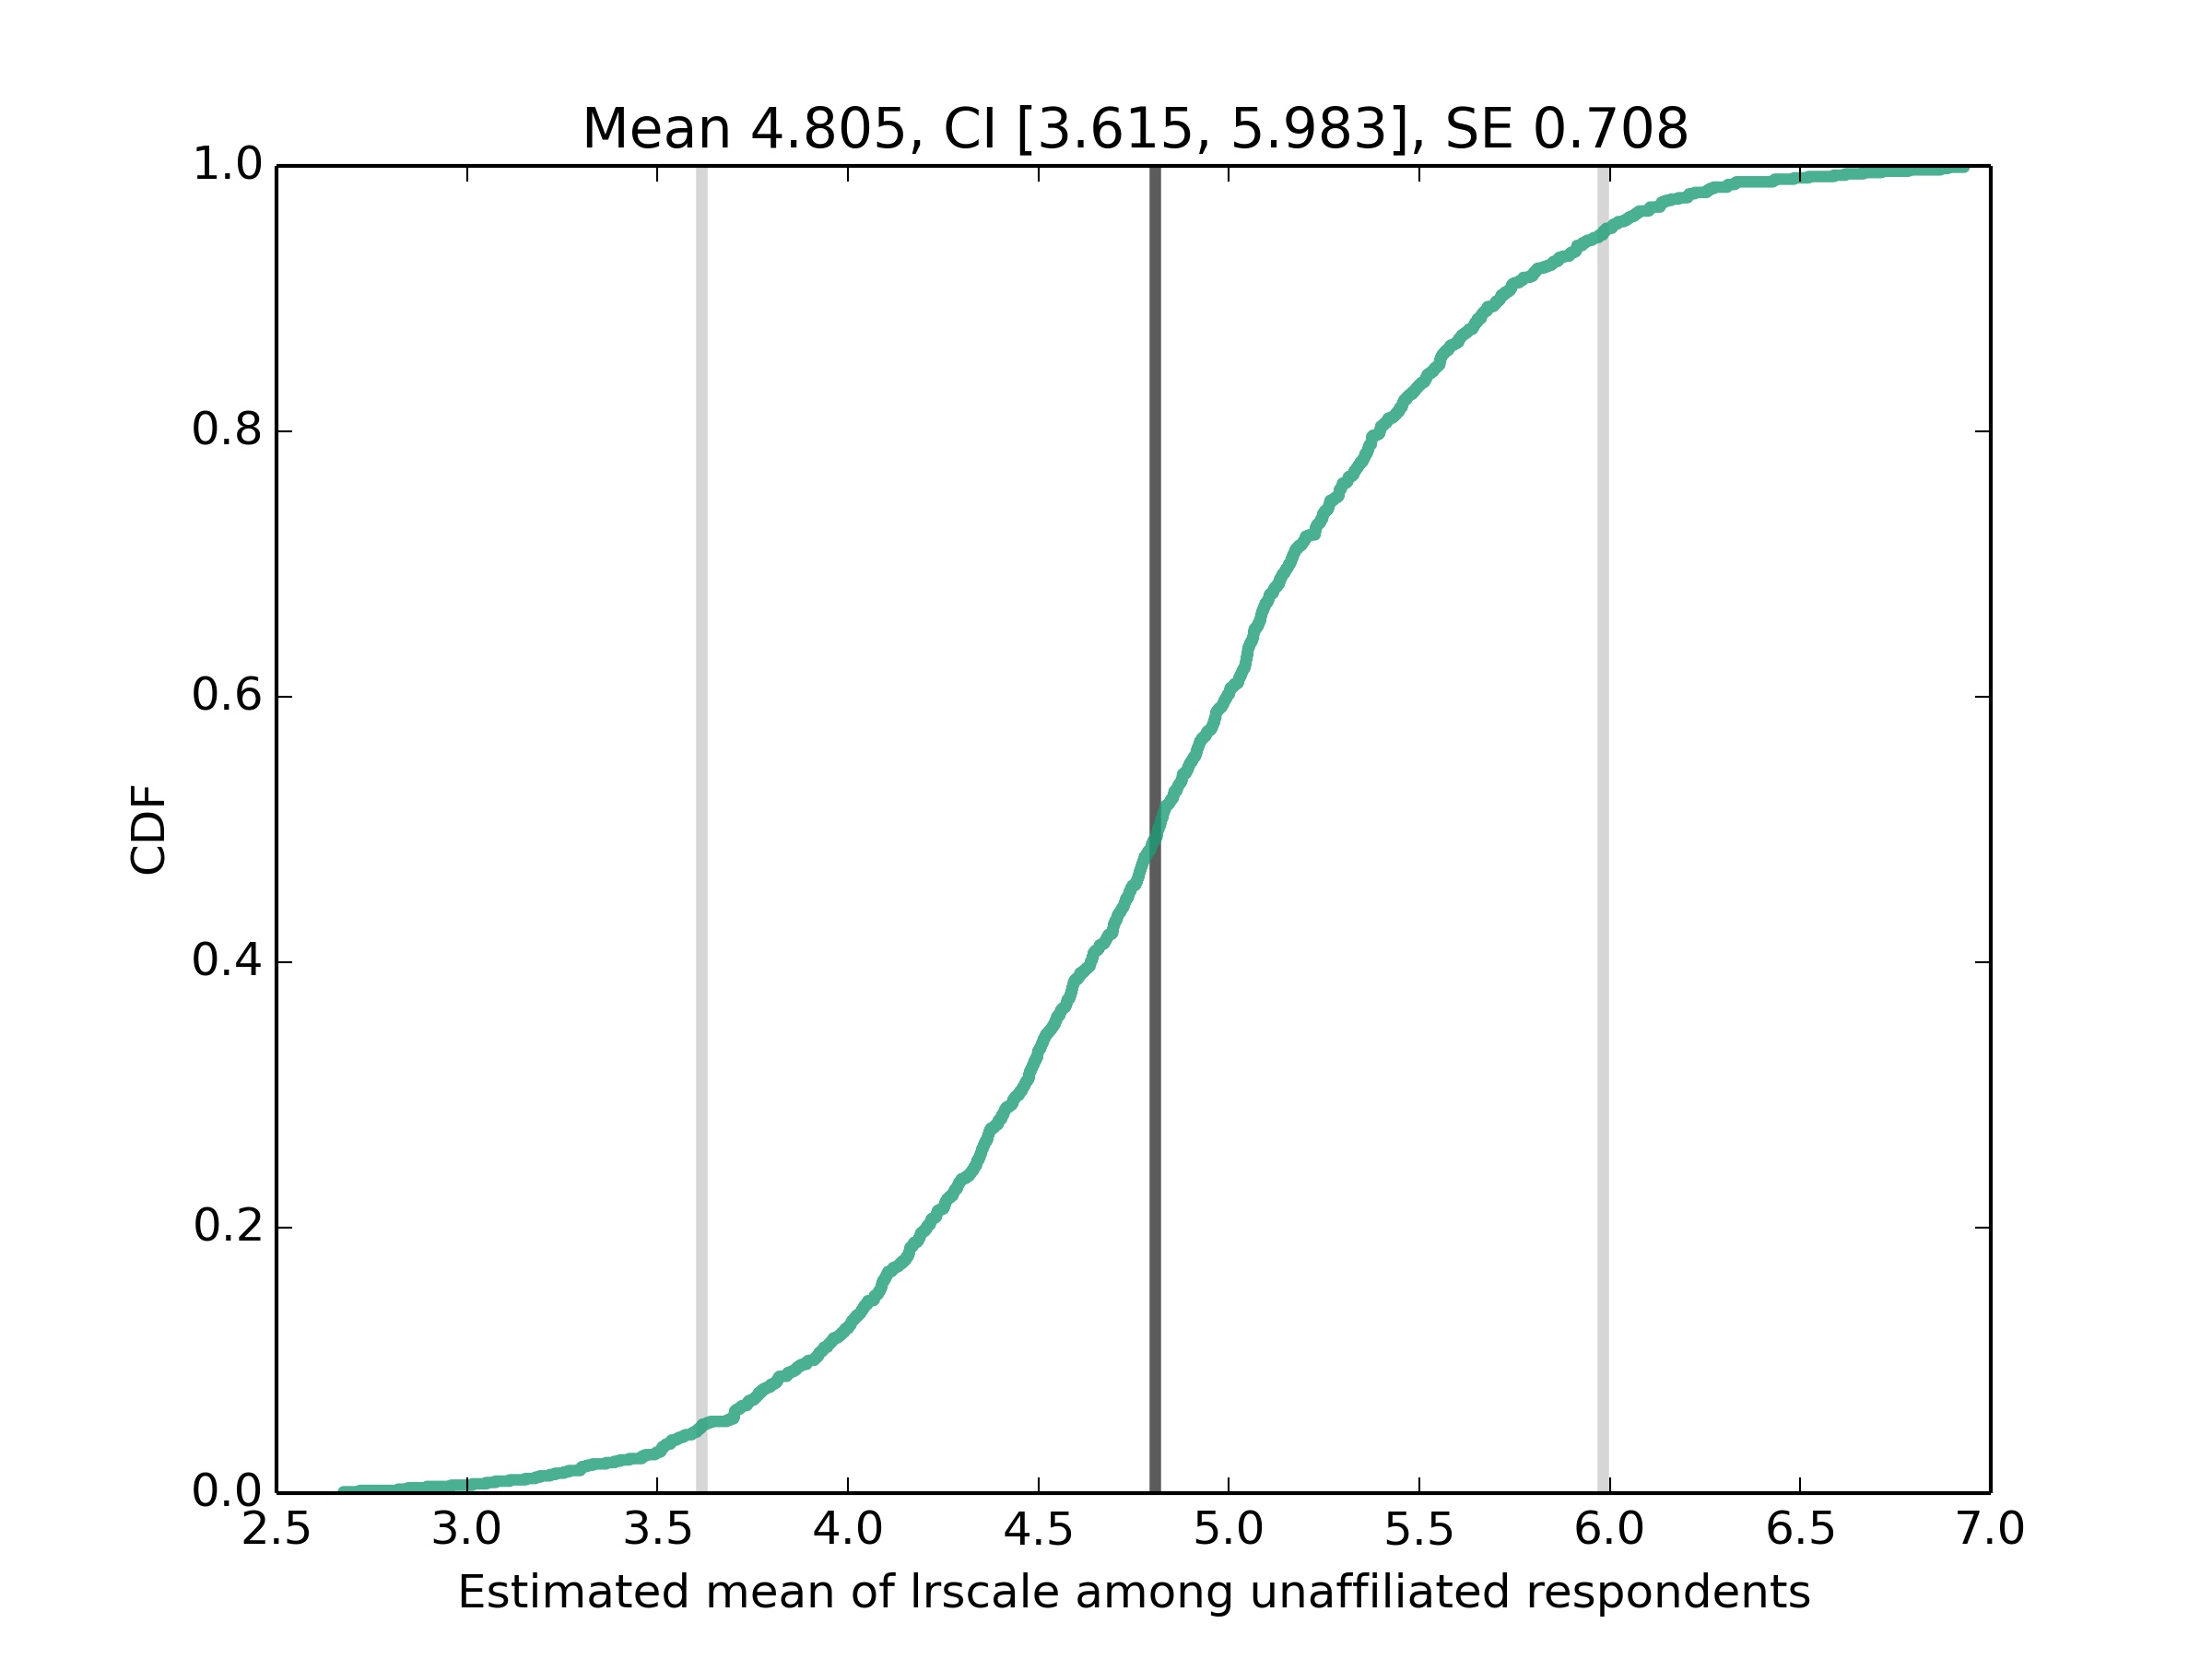 Mean 4.805, CI [3.615, 5.983], SE 0.708
1.0
0.8
0.6
0.4
0.2
0.0
CDF
2.5 3.0 3.5 4.0 4.5 5.0 5.5 6.0 6.5 7.0
Estimated mean of lrscale among unaffiliated respondents